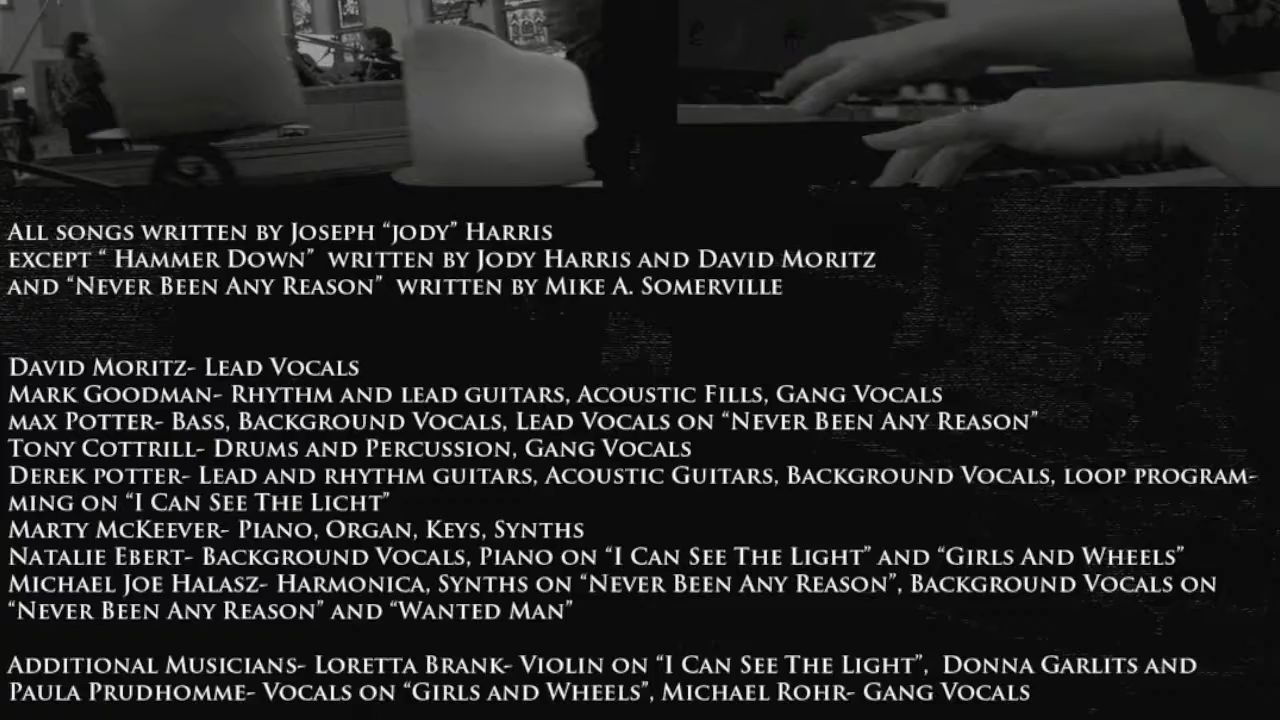 All songs written by Joseph “jody” Harris
except “ Hammer Down”  written by Jody Harris and David Moritz
and “Never Been Any Reason”  written by Mike A. Somerville
David Moritz- Lead Vocals
Mark Goodman- Rhythm and lead guitars, Acoustic Fills, Gang Vocals
max Potter- Bass, Background Vocals, Lead Vocals on “Never Been Any Reason”
Tony Cottrill- Drums and Percussion, Gang Vocals
Derek potter- Lead and rhythm guitars, Acoustic Guitars, Background Vocals, loop program-
ming on “I Can See The Licht”
Marty McKeever- Piano, Organ, Keys, Synths
Natalie Ebert- Background Vocals, Piano on “I Can See The Light” and “Girls And Wheels”
Michael Joe Halasz- Harmonica, Synths on “Never Been Any Reason”, Background Vocals on
“Never Been Any Reason” and “Wanted Man”
Additional Musicians- Loretta Brank- Violin on “I Can See The Light”,  Donna Garlits and
Paula Prudhomme- Vocals on “Girls and Wheels”, Michael Rohr- Gang Vocals